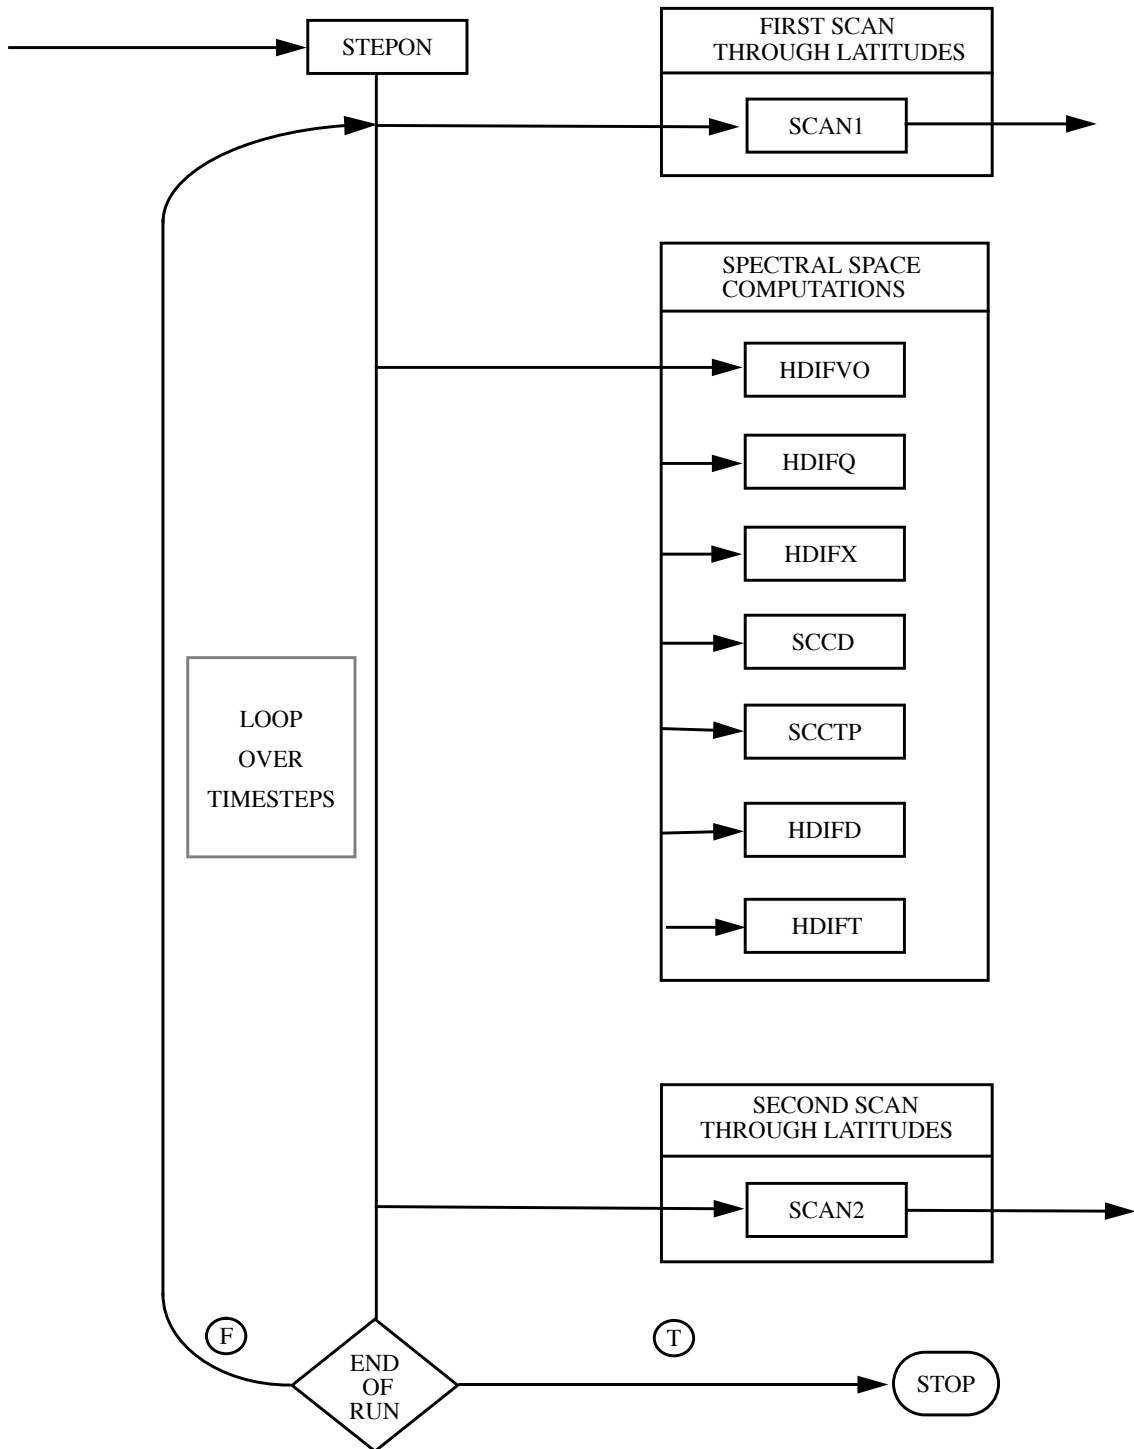 STEPON
FIRST SCAN
THROUGH LATITUDES
SCAN1
SPECTRAL SPACE
COMPUTATIONS
HDIFVO
HDIFQ
HDIFX
SCCD
SCCTP
HDIFD
HDIFT
LOOP
OVER
TIMESTEPS
SECOND SCAN
THROUGH LATITUDES
SCAN2
F
T
END
OF
RUN
STOP